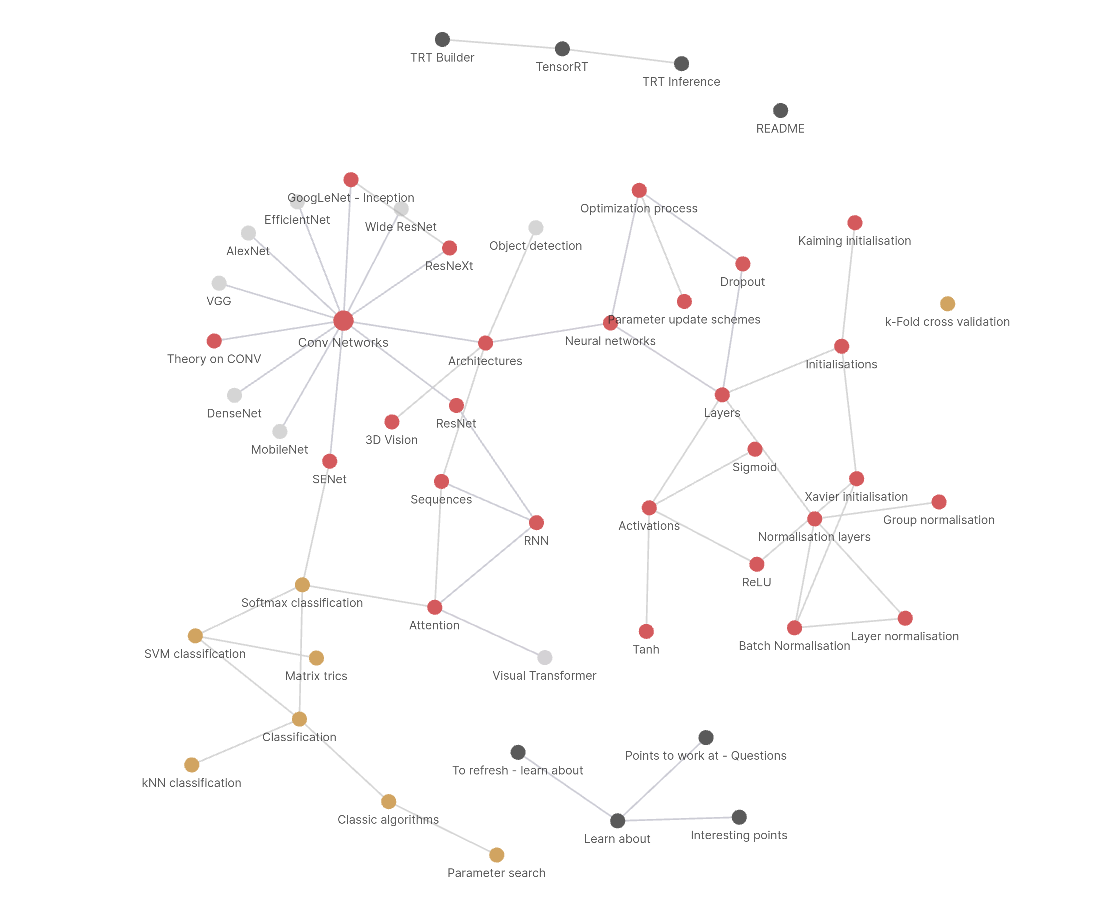 TRT Builder
TensorRT
TRT Inference
README
GoogLeNet - Inception
Optimization process
EfficientNet
Wide ResNet
Kaiming initialisation
Object detection
AlexNet
ResNeXt
Dropout
VGG
Parameter update schemes
k-Fold cross validation
Conv Networks
Neural networks
Theory on CONV
Architectures
Initialisations
DenseNet
Layers
ResNet
3D Vision
MobileNet
Sigmoid
SENet
Sequences
Xavier initialisation
Group normalisation
Activations
Normalisation layers
RNN
ReLU
Softmax classification
Attention
Layer normalisation
Batch Normalisation
Tanh
SVM classification
Matrix trics
Visual Transformer
Classification
Points to work at - Questions
To refresh - learn about
kNN classification
Classic algorithms
Interesting points
Learn about
Parameter search